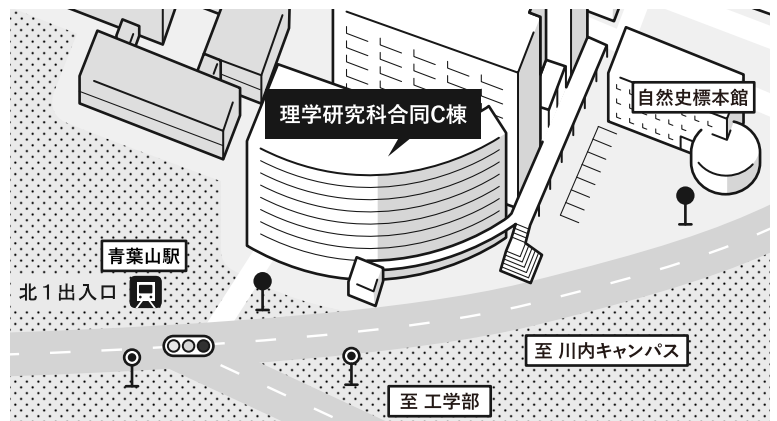 理学研究科合同C棟
自然史標本館
青葉山駅
北1出入口
至 川内キャンパス
至 工学部